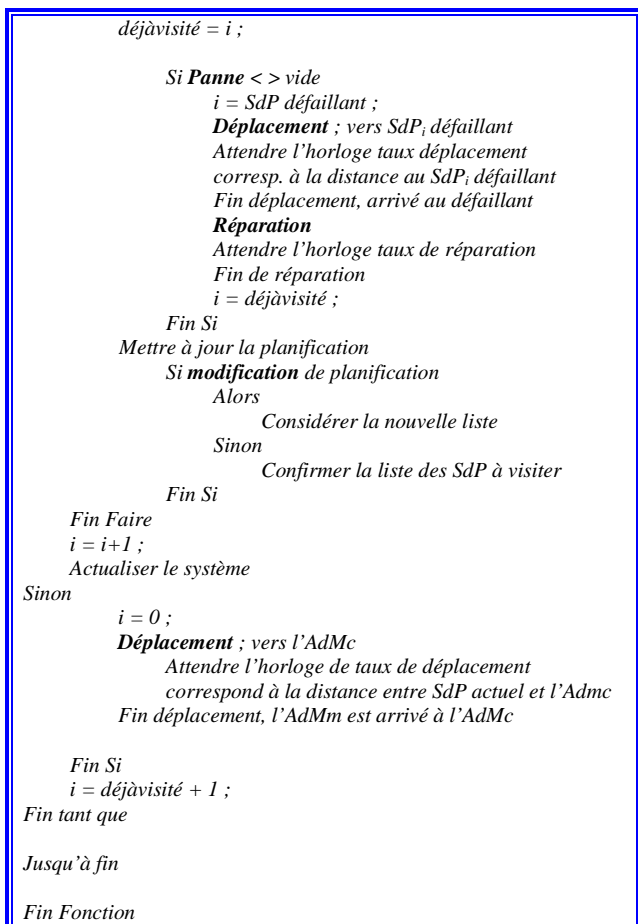 déjàvisité = i ;
Si Panne < > vide
i = SdP défaillant ;
Déplacement ; vers SdPi défaillant
Attendre l'horloge taux déplacement
corresp. à la distance au SdPi défaillant
Fin déplacement, arrivé au défaillant
Réparation
Attendre l'horloge taux de réparation
Fin de réparation
i = déjàvisité ;
Fin Si
Mettre à jour la planification
Si modification de planification
Alors
Considérer la nouvelle liste
Sinon
Confirmer la liste des SdP à visiter
Fin Si
Fin Faire
i = i+1 ;
Actualiser le système
Sinon
i = 0 ;
Déplacement ; vers l'AdMc
Attendre l'horloge de taux de déplacement
correspond à la distance entre SdP actuel et l'Admc
Fin déplacement, l'AdMm est arrivé à l'AdMc
Fin Si
i = déjàvisité + 1 ;
Fin tant que
Jusqu'à fin
Fin Fonction